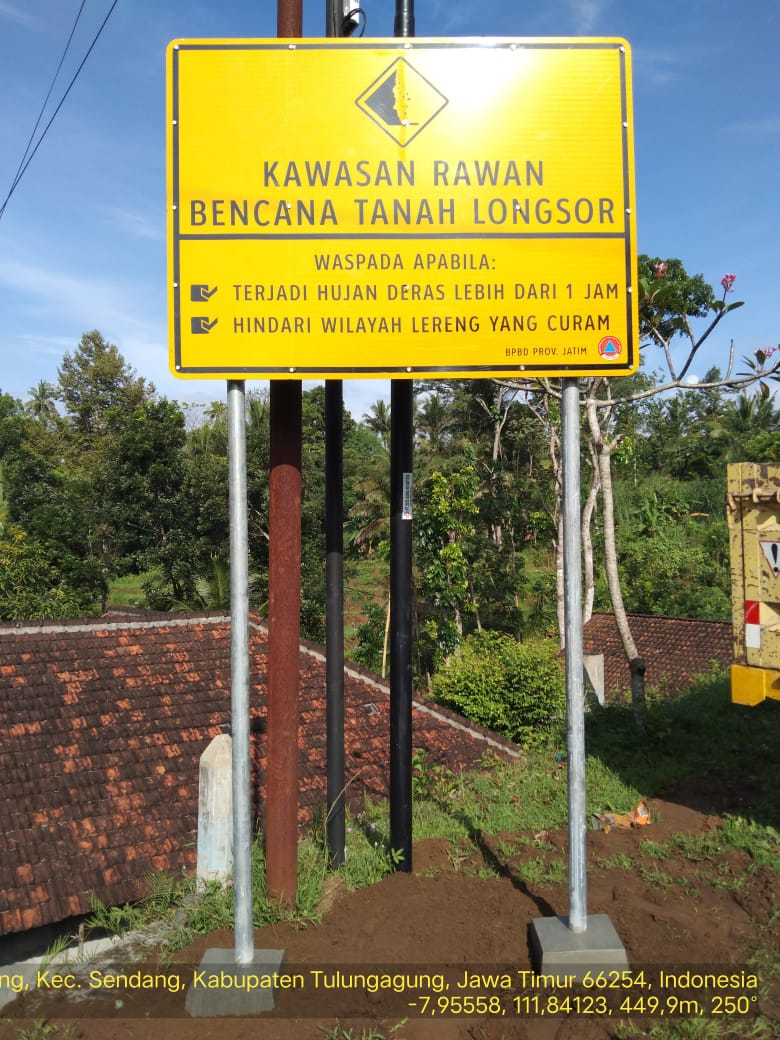 KAWASAN RAWAN
BENCANA TANAH LONGSOR
WASPADA APABILA:
TERJADI HUJAN DERAS LEBIH DARI 1 JAM
HINDARI WILAYAH LERENG YANG CURAM
BPBD PROV. JATIM
ng, Kec. Sendang, Kabupaten Tulungagung, Jawa Timur 66254, Indonesia
-7,95558, 111,84123, 449,9m, 250°